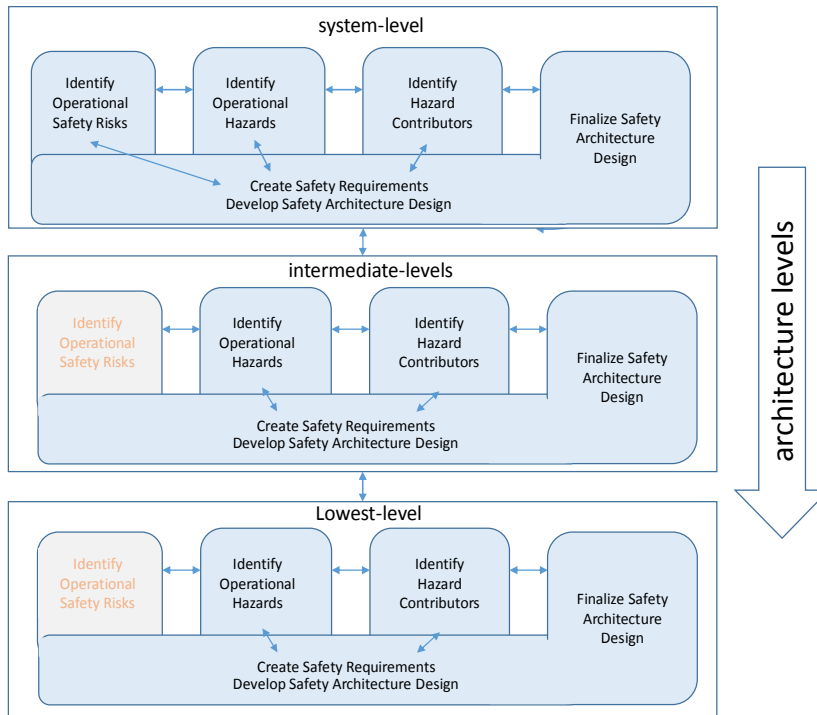 system-level
Identify
Operational
Safety Risks
Identify
Operational
Hazards
Identify
Hazard
Contributors
Finalize Safety
Architecture
Design
Create Safety Requirements
Develop Safety Architecture Design
intermediate-levels
Identify
Operational
Safety Risks
Identify
Operational
Hazards
Identify
Hazard
Contributors
Finalize Safety
Architecture
Design
Create Safety Requirements
Develop Safety Architecture Design
Lowest-level
Identify
Operational
Safety Risks
Identify
Operational
Hazards
Identify
Hazard
Contributors
Finalize Safety
Architecture
Design
Create Safety Requirements
Develop Safety Architecture Design
architecture levels